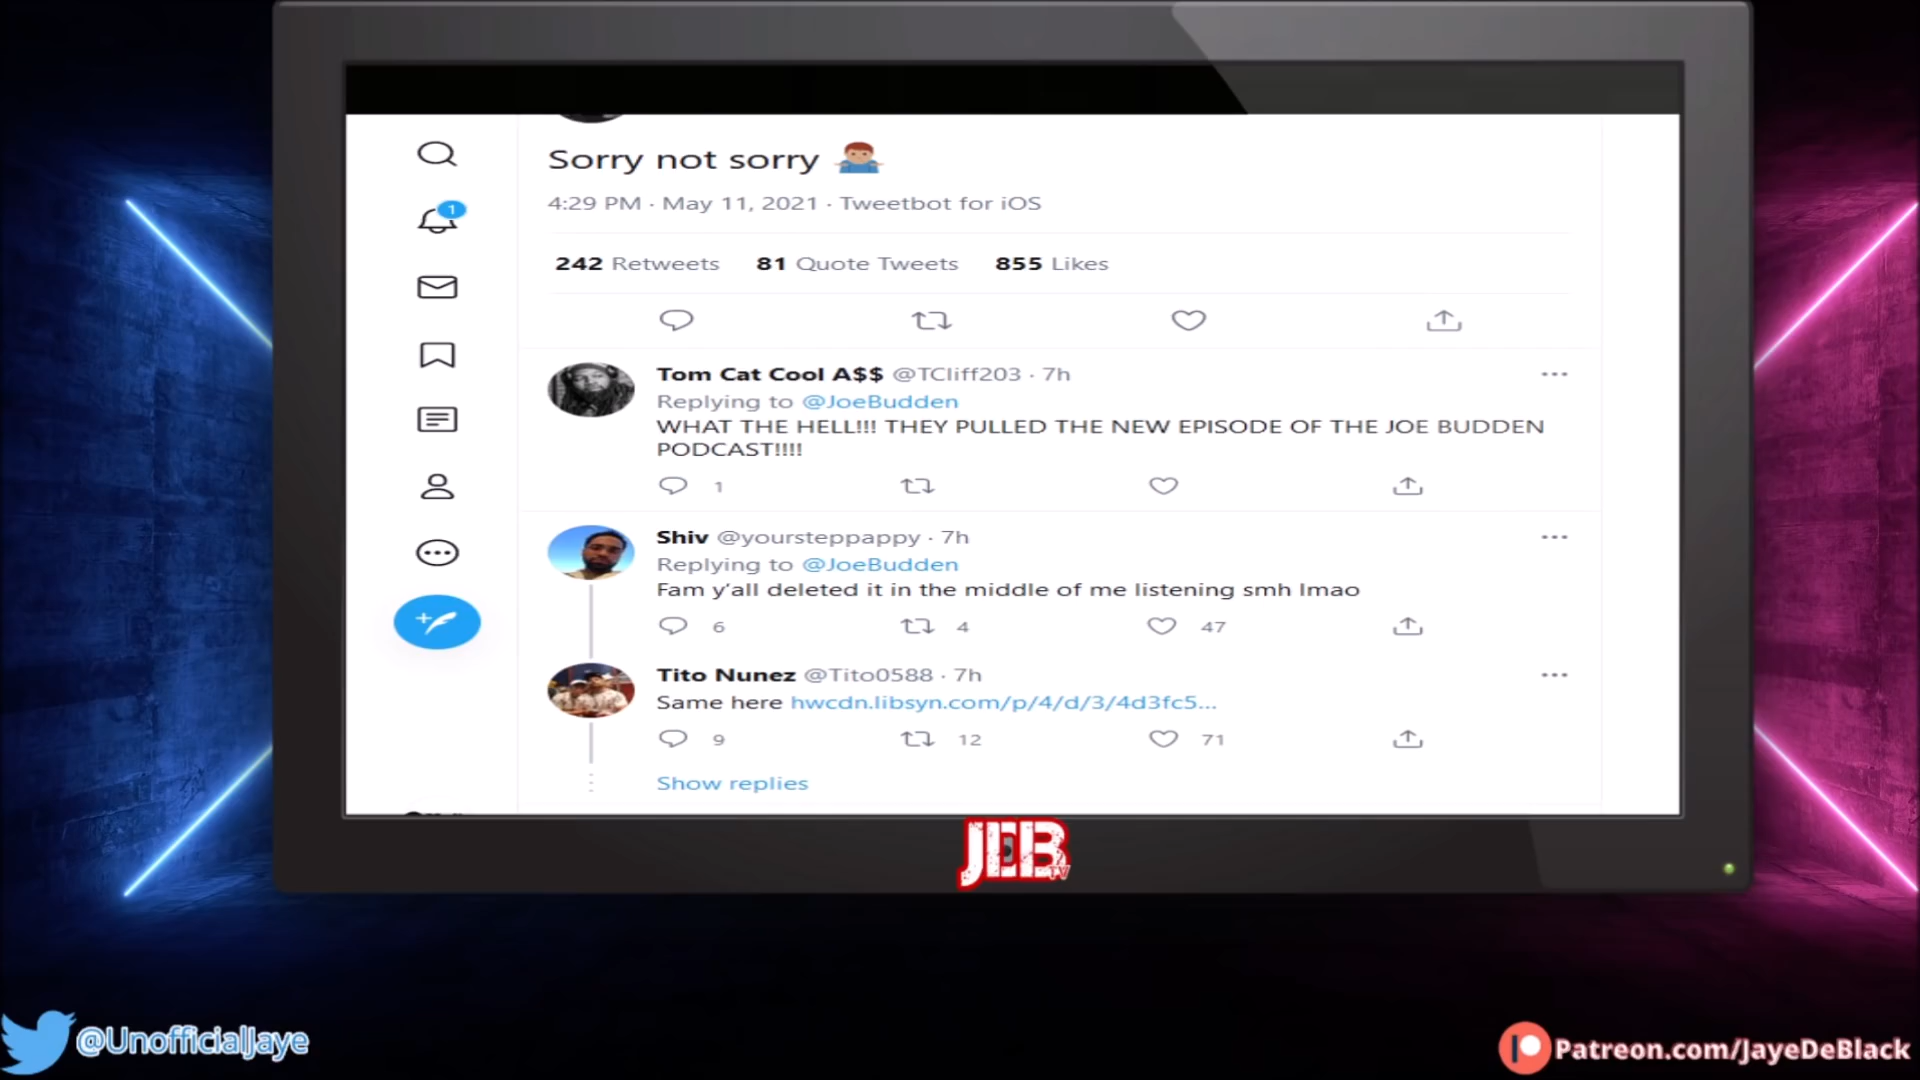 Sorry not sorry
4:29 PM · May 11, 2021 · Tweetbot for iOS
242 Retweets 81 Quote Tweets 855 Likes
1
Tom Cat Cool A$$ @TCliff203 · 7h
Replying to @JoeBudden
WHAT THE HELL!!! THEY PULLED THE NEW EPISODE OF THE JOE BUDDEN
PODCAST!!!!
1
Shiv @yoursteppappy · 7h
Replying to @JoeBudden
Fam y'all deleted it in the middle of me listening smh lmao
6 4 47
Tito Nunez @Tito0588 · 7h
Same here hwcdn.libsyn.com/p/4/d/3/4d3fc5...
9 12 71
Show replies
JEB TV
@UnofficialJaye
Patreon.com/JayeDeBlack